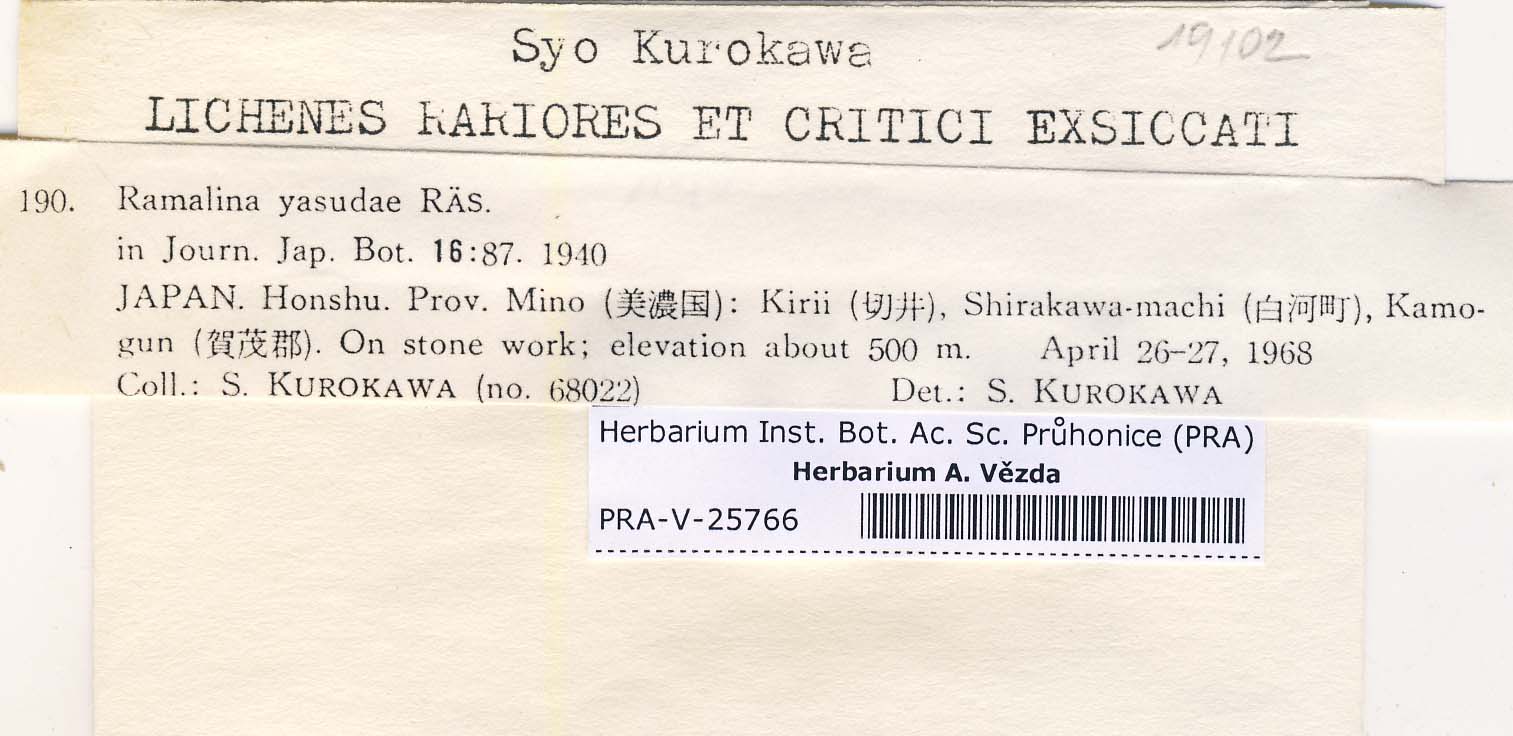 Syo Kurokawa
19102
LICHENES RARIORES ET CRITICI EXSICCATI
190. Ramalina yasudae RÄS.
in Journ. Jap. Bot. 16:87. 1940
JAPAN. Honshu. Prov. Mino (美濃国): Kirii (切井), Shirakawa-machi (白河町), Kamo-
gun (賀茂郡). On stone work; elevation about 500 m. April 26–27, 1968
Coll.: S. KUROKAWA (no. 68022) Det.: S. KUROKAWA
Herbarium Inst. Bot. Ac. Sc. Průhonice (PRA)
Herbarium A. Vězda
PRA-V-25766